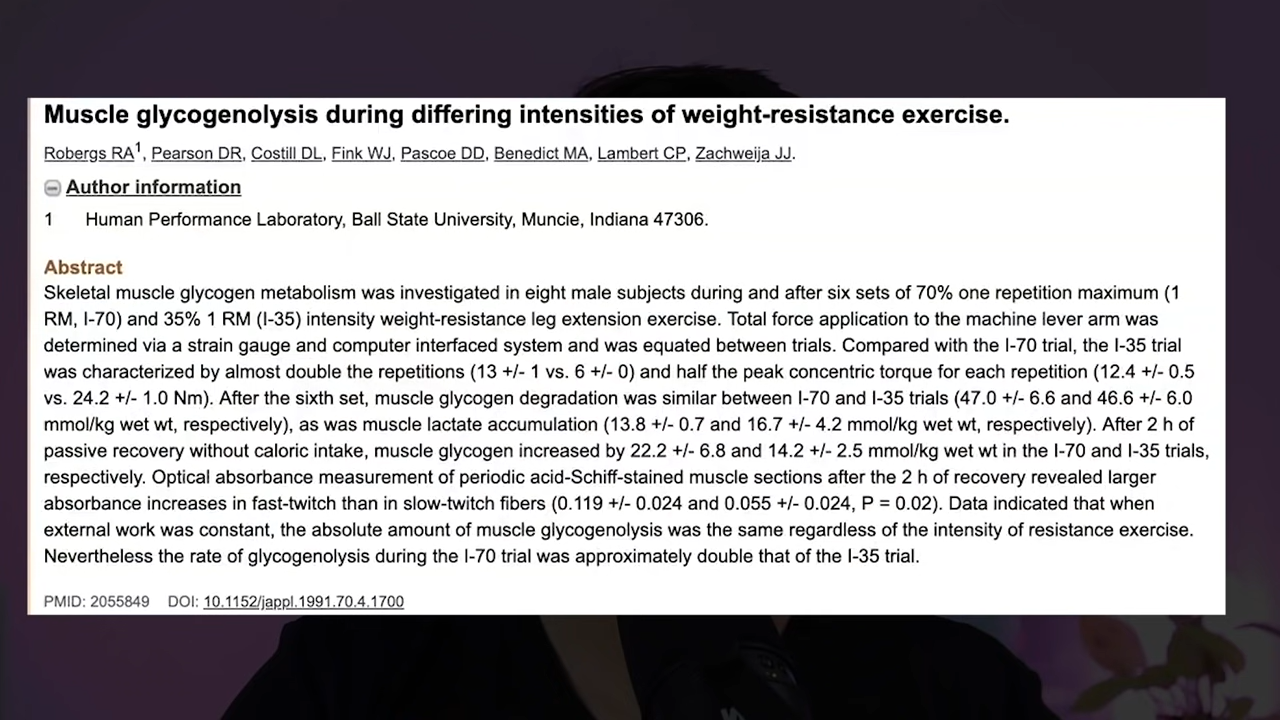 Muscle glycogenolysis during differing intensities of weight-resistance exercise.
Robergs RA1, Pearson DR, Costill DL, Fink WJ, Pascoe DD, Benedict MA, Lambert CP, Zachweija JJ.
Author information
1 Human Performance Laboratory, Ball State University, Muncie, Indiana 47306.
Abstract
Skeletal muscle glycogen metabolism was investigated in eight male subjects during and after six sets of 70% one repetition maximum (1
RM, I-70) and 35% 1 RM (I-35) intensity weight-resistance leg extension exercise. Total force application to the machine lever arm was
determined via a strain gauge and computer interfaced system and was equated between trials. Compared with the I-70 trial, the I-35 trial
was characterized by almost double the repetitions (13 +/- 1 vs. 6 +/- 0) and half the peak concentric torque for each repetition (12.4 +/- 0.5
vs. 24.2 +/- 1.0 Nm). After the sixth set, muscle glycogen degradation was similar between I-70 and I-35 trials (47.0 +/- 6.6 and 46.6 +/- 6.0
mmol/kg wet wt, respectively), as was muscle lactate accumulation (13.8 +/- 0.7 and 16.7 +/- 4.2 mmol/kg wet wt, respectively). After 2 h of
passive recovery without caloric intake, muscle glycogen increased by 22.2 +/- 6.8 and 14.2 +/- 2.5 mmol/kg wet wt in the I-70 and I-35 trials,
respectively. Optical absorbance measurement of periodic acid-Schiff-stained muscle sections after the 2 h of recovery revealed larger
absorbance increases in fast-twitch than in slow-twitch fibers (0.119 +/- 0.024 and 0.055 +/- 0.024, P = 0.02). Data indicated that when
external work was constant, the absolute amount of muscle glycogenolysis was the same regardless of the intensity of resistance exercise.
Nevertheless the rate of glycogenolysis during the I-70 trial was approximately double that of the I-35 trial.
PMID: 2055849 DOI: 10.1152/jappl.1991.70.4.1700